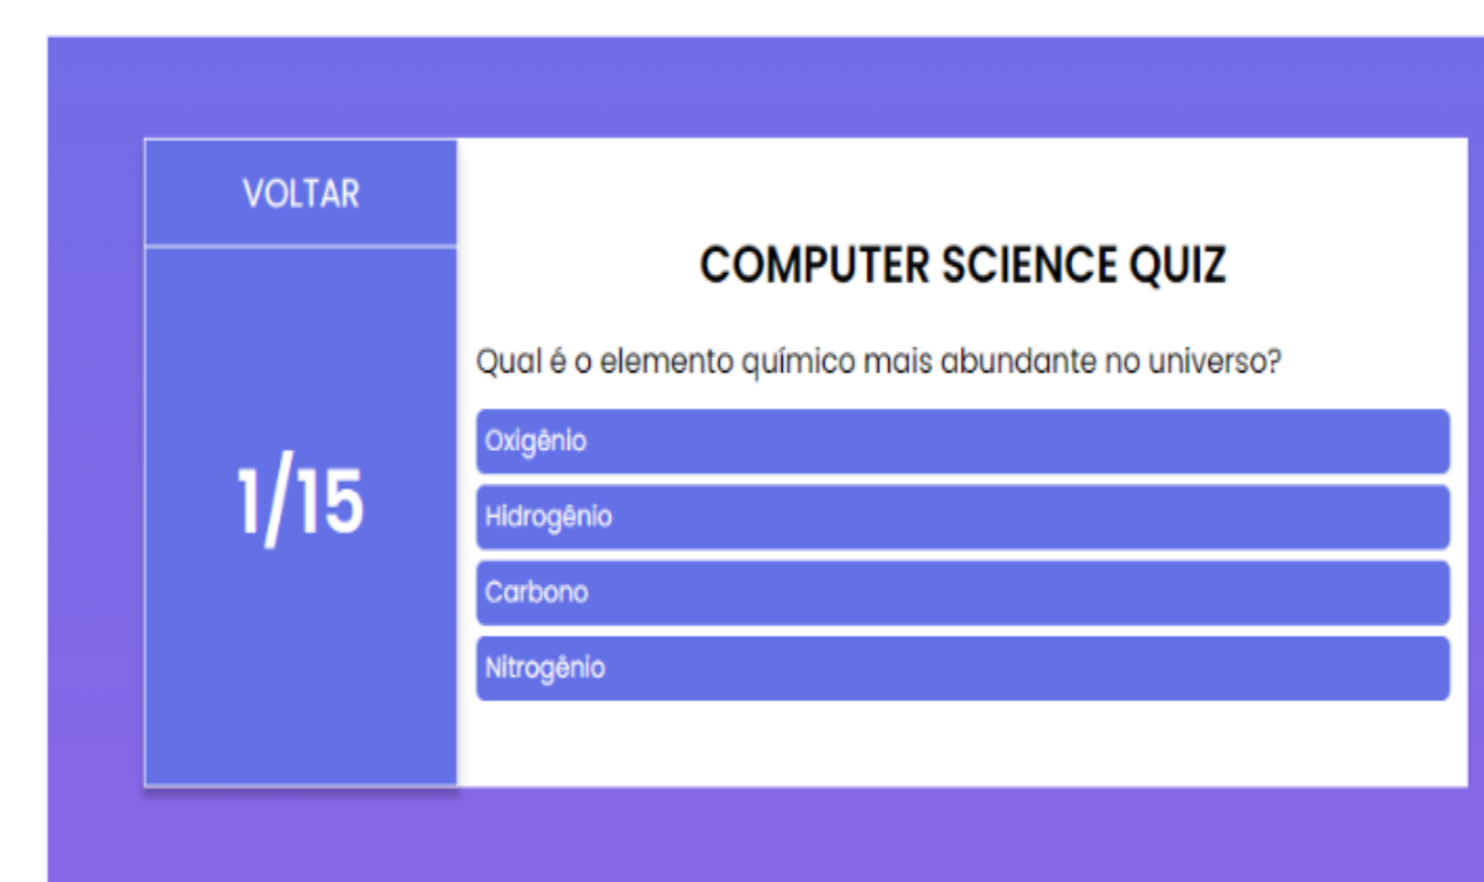 VOLTAR
1/15
COMPUTER SCIENCE QUIZ
Qual é o elemento químico mais abundante no universo?
Oxigênio
Hidrogênio
Carbono
Nitrogênio